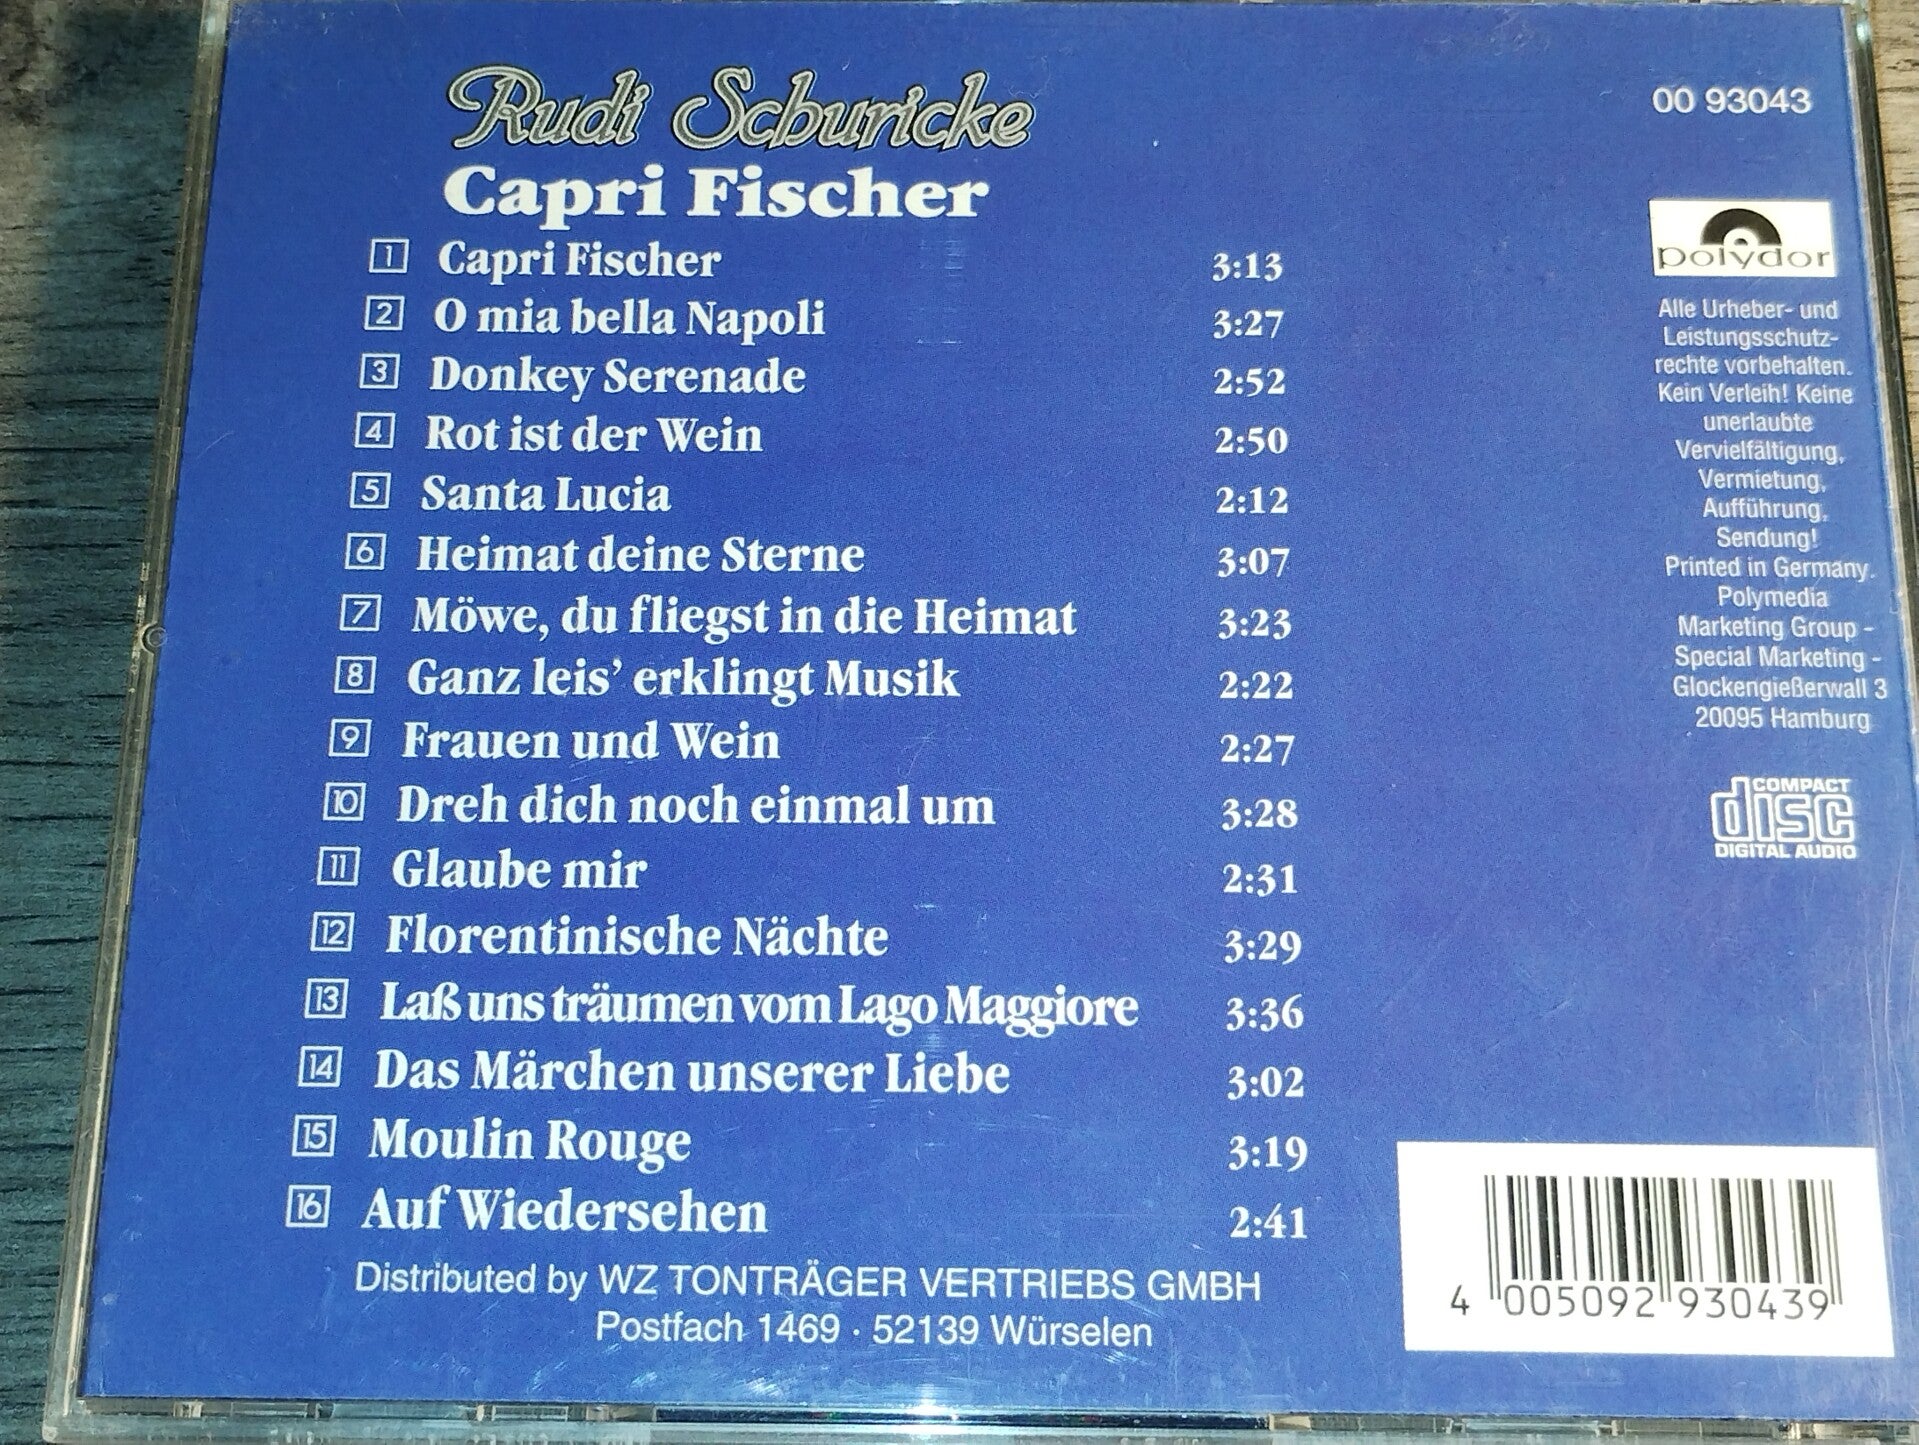 Rudi Schuricke
Capri Fischer
1 Capri Fischer 3:13
2 O mia bella Napoli 3:27
3 Donkey Serenade 2:52
4 Rot ist der Wein 2:50
5 Santa Lucia 2:12
6 Heimat deine Sterne 3:07
7 Möwe, du fliegst in die Heimat 3:23
8 Ganz leis’ erklingt Musik 2:22
9 Frauen und Wein 2:27
10 Dreh dich noch einmal um 3:28
11 Glaube mir 2:31
12 Florentinische Nächte 3:29
13 Laß uns träumen vom Lago Maggiore 3:36
14 Das Märchen unserer Liebe 3:02
15 Moulin Rouge 3:19
16 Auf Wiedersehen 2:41
Distributed by WZ TONTRÄGER VERTRIEBS GMBH
Postfach 1469 · 52139 Würselen
00 93043
polydor
Alle Urheber- und
Leistungsschutz-
rechte vorbehalten.
Kein Verleih! Keine
unerlaubte
Vervielfältigung,
Vermietung,
Aufführung,
Sendung!
Printed in Germany.
Polymedia
Marketing Group -
Special Marketing -
Glockengießerwall 3
20095 Hamburg
COMPACT
disc
DIGITAL AUDIO
4 005092 930439